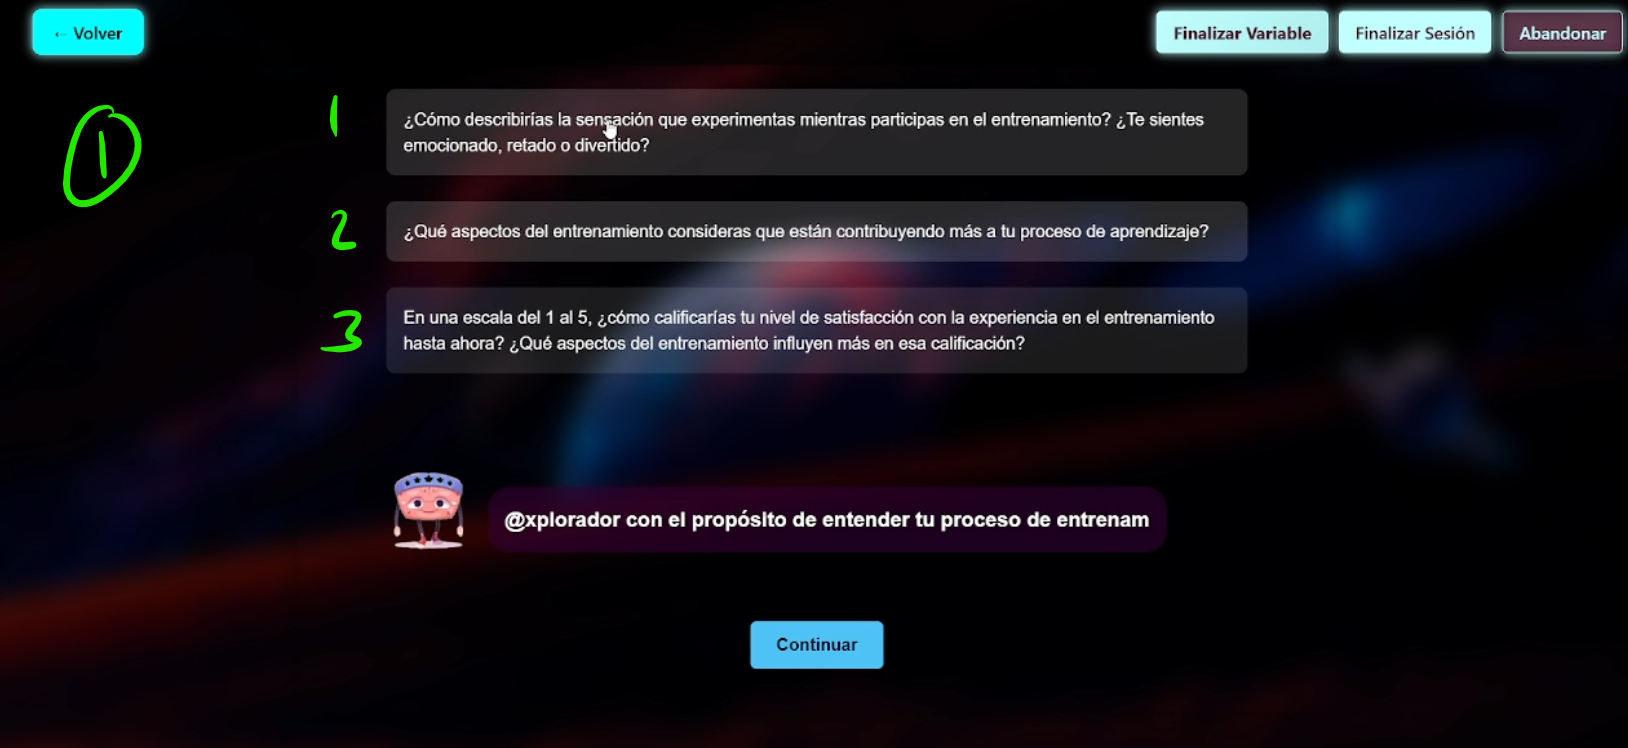 ← Volver
Finalizar Variable
Finalizar Sesión
Abandonar
1
1
¿Cómo describirías la sensación que experimentas mientras participas en el entrenamiento? ¿Te sientes
emocionado, retado o divertido?
2
¿Qué aspectos del entrenamiento consideras que están contribuyendo más a tu proceso de aprendizaje?
3
En una escala del 1 al 5, ¿cómo calificarías tu nivel de satisfacción con la experiencia en el entrenamiento
hasta ahora? ¿Qué aspectos del entrenamiento influyen más en esa calificación?
@xplorador con el propósito de entender tu proceso de entrenam
Continuar